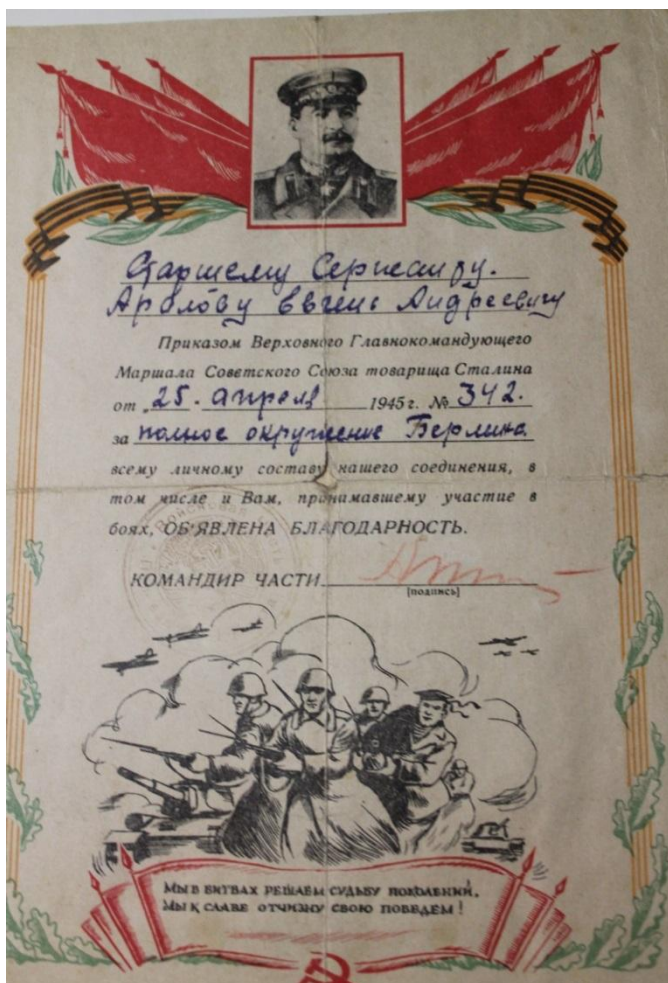 Старшему Сержанту.
Арблову Евгению Андреевичу
Приказом Верховного Главнокомандующего
Маршала Советского Союза товарища Сталина
от „25. апреля 1945 г. № 342.
за полное окружение Берлина
всему личному составу нашего соединения, в
том числе и Вам, принимавшему участие в
боях, ОБ'ЯВЛЕНА БЛАГОДАРНОСТЬ.
КОМАНДИР ЧАСТИ
[подпись]
МЫ В БИТВАХ РЕШАЕМ СУДЬБУ ПОКОЛЕНИЙ,
МЫ К СЛАВЕ ОТЧИЗНУ СВОЮ ПОВЕДЕМ!